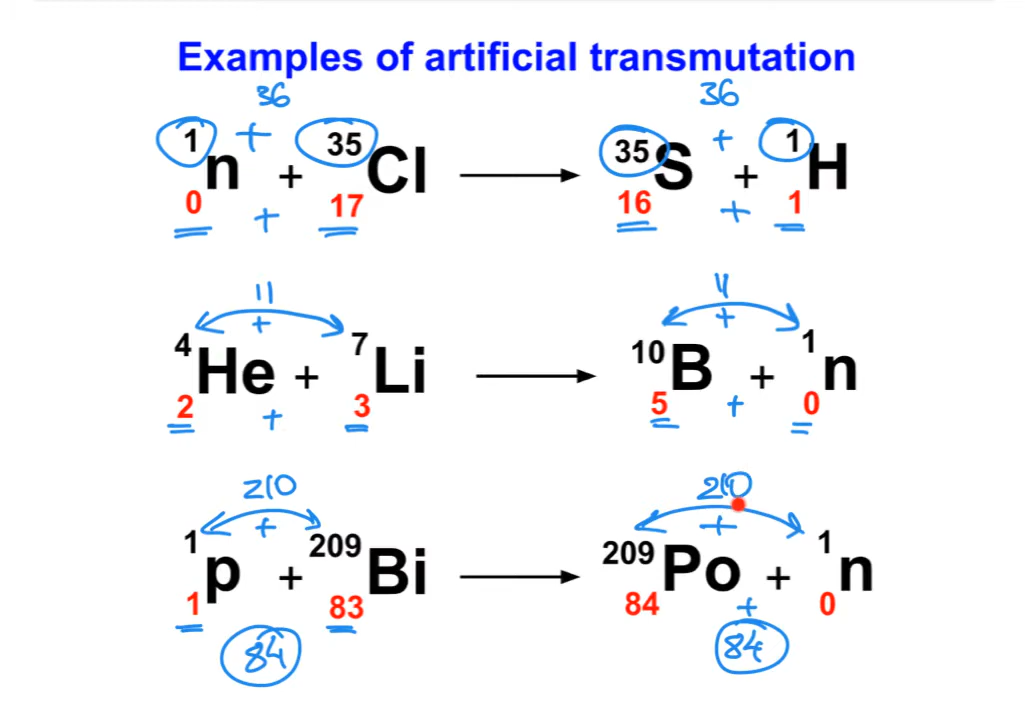 Examples of artificial transmutation
36 36
1 + 35 35 + 1
n + Cl → S + H
0 + 17 16 + 1
11 11
4 + 7 10 + 1
He + Li → B + n
2 + 3 5 + 0
210 210
1 + 209 209 + 1
p + Bi → Po + n
1 83 84 + 0
84 84